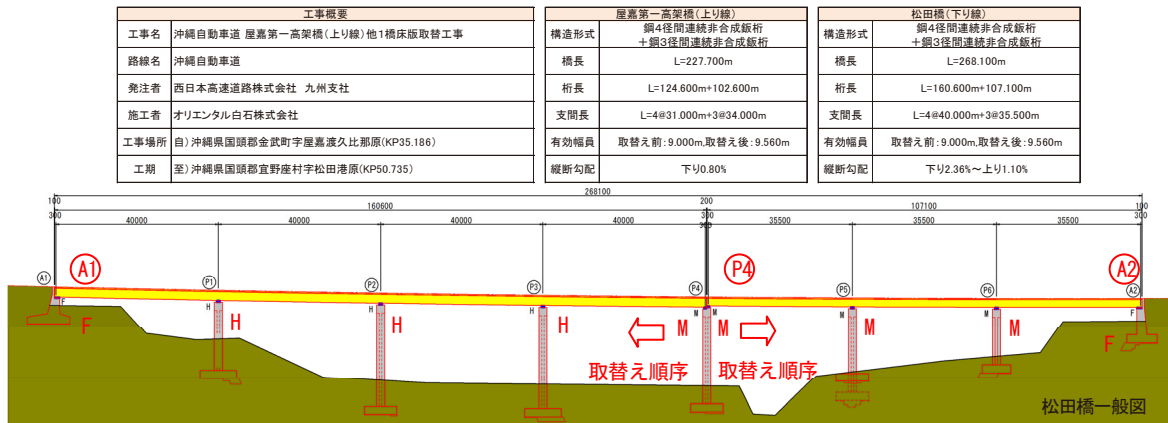 工事概要
工事名 沖縄自動車道 屋嘉第一高架橋(上り線)他1橋床版取替工事
路線名 沖縄自動車道
発注者 西日本高速道路株式会社 九州支社
施工者 オリエンタル白石株式会社
工事場所 自)沖縄県国頭郡金武町字屋嘉渡久比那原(KP35.186)
工期 至)沖縄県国頭郡宜野座村字松田港原(KP50.735)
屋嘉第一高架橋(上り線)
構造形式 鋼4径間連続非合成鈑桁
+鋼3径間連続非合成鈑桁
橋長 L=227.700m
桁長 L=124.600m+102.600m
支間長 L=4@31.000m+3@34.000m
有効幅員 取替え前:9.000m,取替え後:9.560m
縦断勾配 下り0.80%
松田橋(下り線)
構造形式 鋼4径間連続非合成鈑桁
+鋼3径間連続非合成鈑桁
橋長 L=268.100m
桁長 L=160.600m+107.100m
支間長 L=4@40.000m+3@35.500m
有効幅員 取替え前:9.000m,取替え後:9.560m
縦断勾配 下り2.36%~上り1.10%
268100
100 160600 200 107100 100
300 40000 40000 40000 40000 300 35500 35500 35500 300
A1 A1 P1 P2 P3 P4 P4 P5 P6 A2 A2
F H H H M M M M F
F H H H M M M M F
取替え順序 取替え順序
松田橋一般図